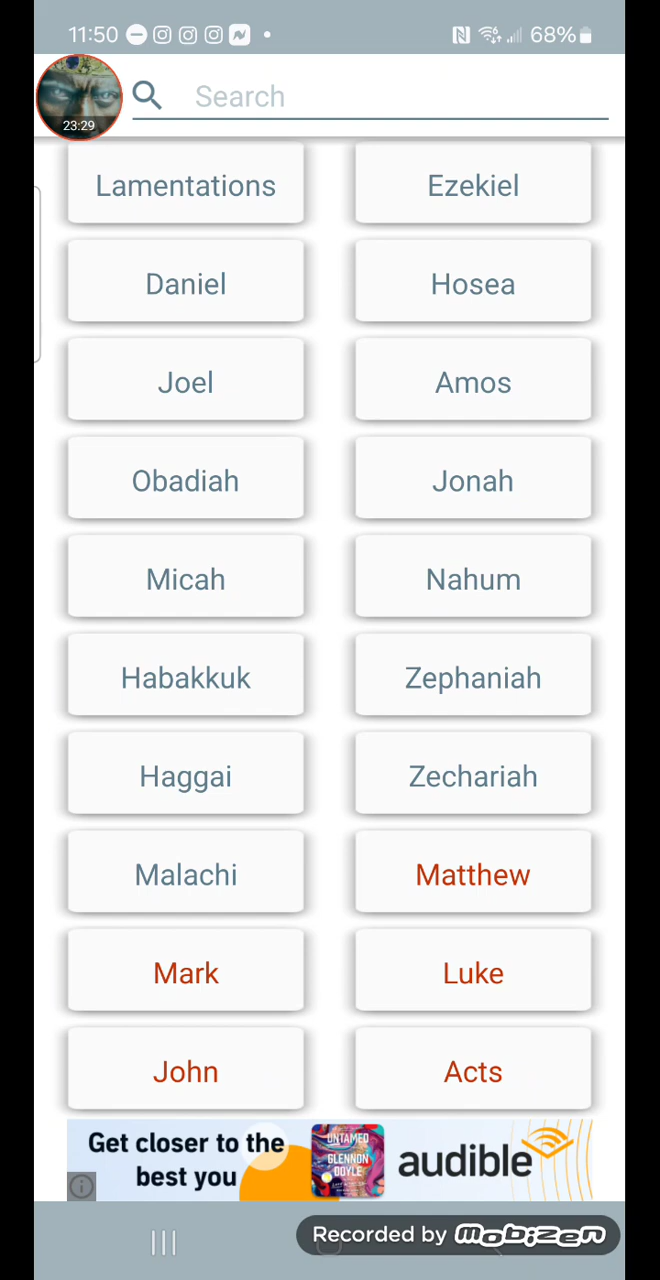 11:50 68%
23:29
Search
Lamentations Ezekiel
Daniel Hosea
Joel Amos
Obadiah Jonah
Micah Nahum
Habakkuk Zephaniah
Haggai Zechariah
Malachi Matthew
Mark Luke
John Acts
Get closer to the
best you
UNTAMED
GLENNON
DOYLE
audible
Recorded by mobizen